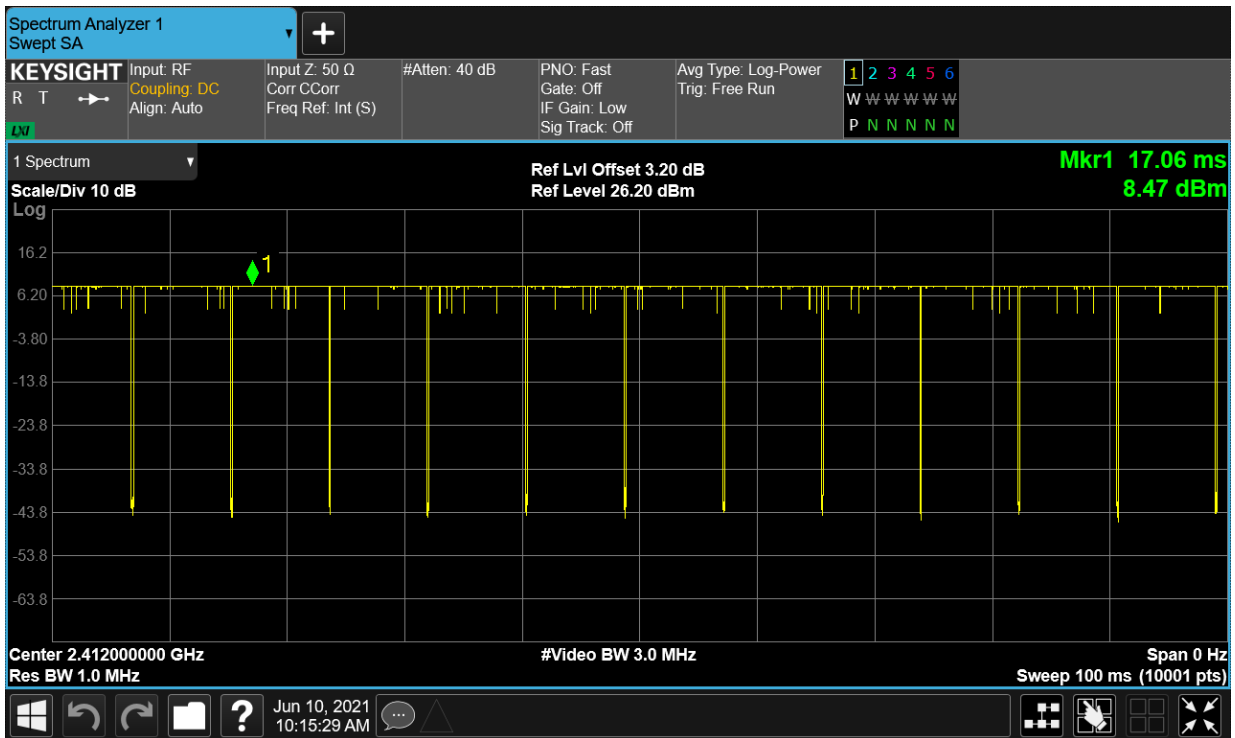 Spectrum Analyzer 1
Swept SA
+
KEYSIGHT
R T
LXI
Input: RF
Coupling: DC
Align: Auto
Input Z: 50 Ω
Corr CCorr
Freq Ref: Int (S)
#Atten: 40 dB
PNO: Fast
Gate: Off
IF Gain: Low
Sig Track: Off
Avg Type: Log-Power
Trig: Free Run
1 2 3 4 5 6
W W W W W W
P N N N N N
1 Spectrum
Scale/Div 10 dB
Ref Lvl Offset 3.20 dB
Ref Level 26.20 dBm
Mkr1 17.06 ms
8.47 dBm
Log
1
16.2
6.20
-3.80
-13.8
-23.8
-33.8
-43.8
-53.8
-63.8
Center 2.412000000 GHz
Res BW 1.0 MHz
#Video BW 3.0 MHz
Span 0 Hz
Sweep 100 ms (10001 pts)
?
Jun 10, 2021
10:15:29 AM